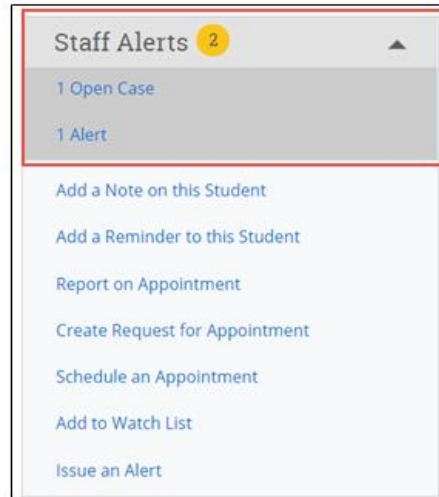 Staff Alerts 2
1 Open Case
1 Alert
Add a Note on this Student
Add a Reminder to this Student
Report on Appointment
Create Request for Appointment
Schedule an Appointment
Add to Watch List
Issue an Alert